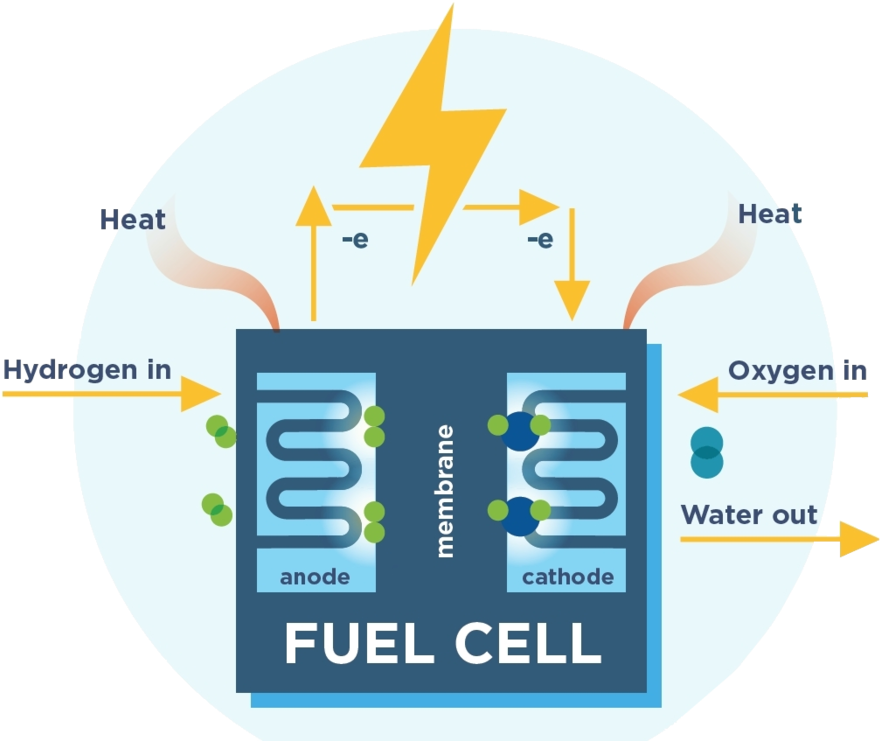 Heat
Heat
-e
-e
Hydrogen in
Oxygen in
membrane
Water out
anode
cathode
FUEL CELL